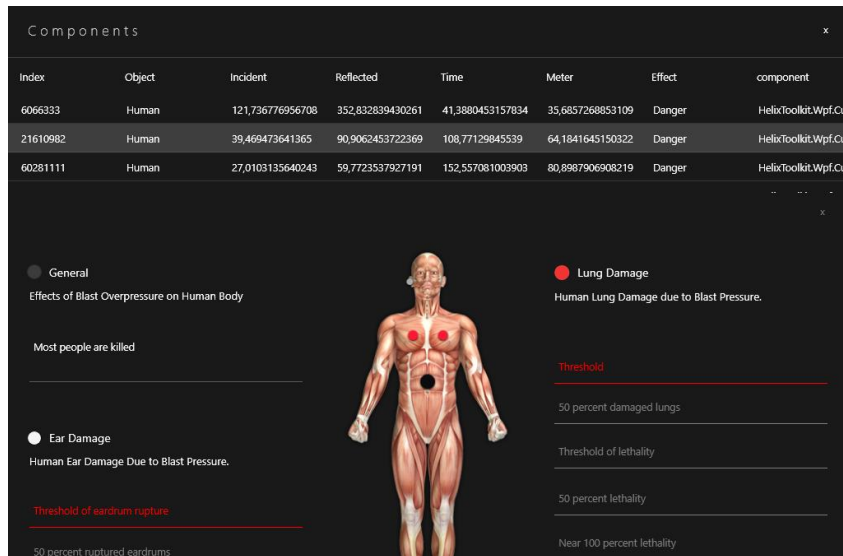 Components
x
Index Object Incident Reflected Time Meter Effect component
6066333 Human 121,736776956708 352,832839430261 41,3880453157834 35,6857268853109 Danger HelixToolkit.Wpf.Cu
21610982 Human 39,469473641365 90,9062453722369 108,77129845539 64,1841645150322 Danger HelixToolkit.Wpf.Cu
60281111 Human 27,0103135640243 59,7723537927191 152,557081003903 80,8987906908219 Danger HelixToolkit.Wpf.Cu
x
General
Effects of Blast Overpressure on Human Body
Most people are killed
Ear Damage
Human Ear Damage Due to Blast Pressure.
Threshold of eardrum rupture
50 percent ruptured eardrums
Lung Damage
Human Lung Damage due to Blast Pressure.
Threshold
50 percent damaged lungs
Threshold of lethality
50 percent lethality
Near 100 percent lethality